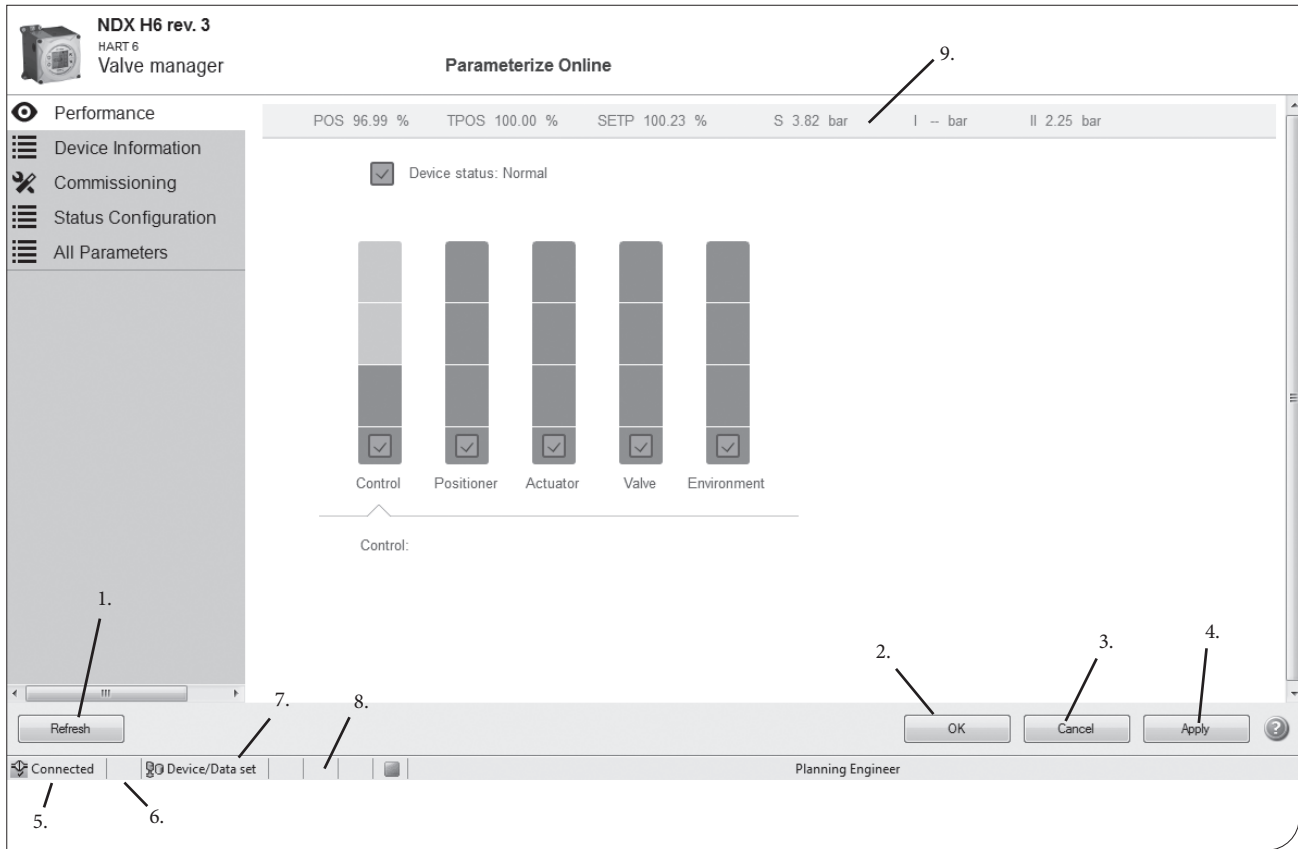 NDX H6 rev. 3
HART 6
Valve manager
Parameterize Online
9.
Performance
Device Information
Commissioning
Status Configuration
All Parameters
POS 96.99 % TPOS 100.00 % SETP 100.23 % S 3.82 bar I -- bar II 2.25 bar
Device status: Normal
Control Positioner Actuator Valve Environment
Control:
1.
2.
3.
4.
7.
8.
Refresh
OK
Cancel
Apply
?
Connected
Device/Data set
Planning Engineer
5.
6.